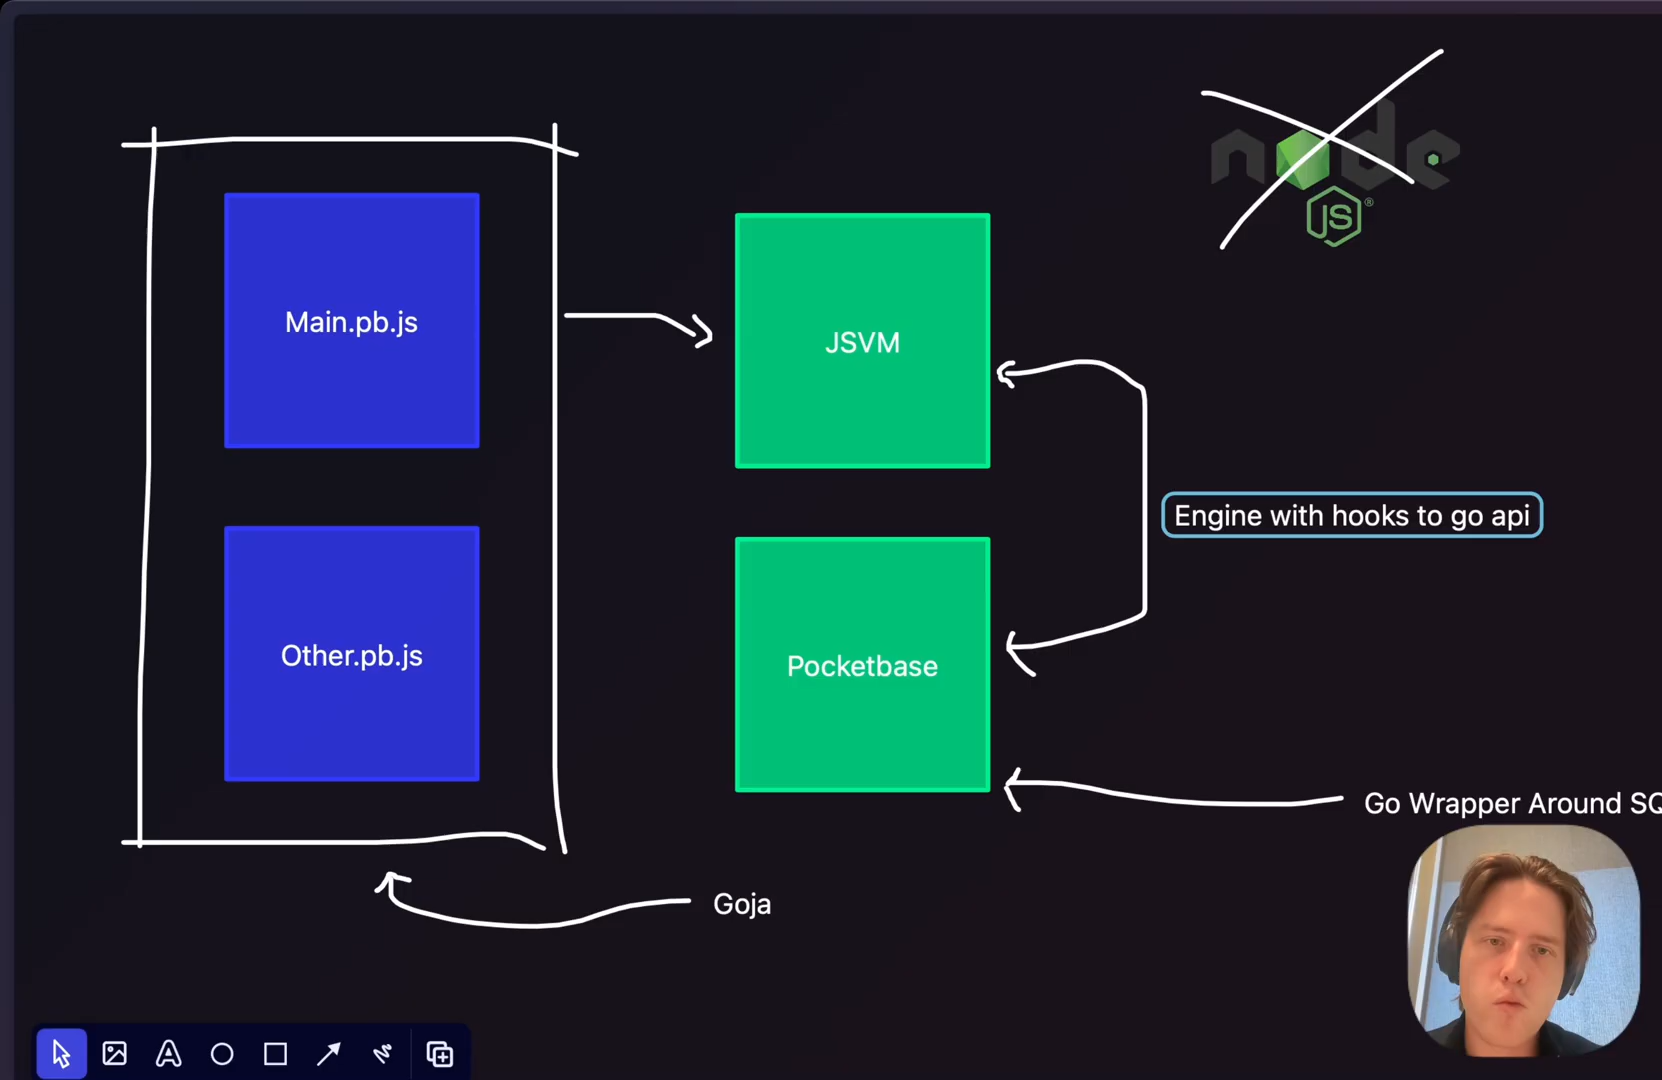 node
JS®
Main.pb.js
JSVM
Engine with hooks to go api
Other.pb.js
Pocketbase
Go Wrapper Around SQ
Goja